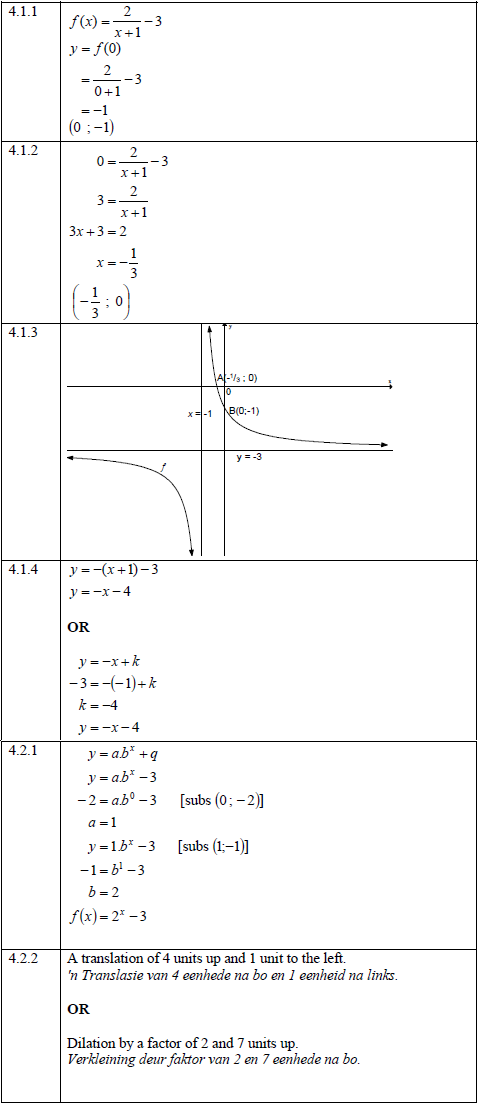 4.1.1
f(x) = 2/(x+1) − 3
y = f(0)
= 2/(0+1) − 3
= −1
(0 ; −1)
4.1.2
0 = 2/(x+1) − 3
3 = 2/(x+1)
3x + 3 = 2
x = −1/3
(−1/3 ; 0)
4.1.3
y
A(-1/3 ; 0)
x
0
x = -1
B(0;-1)
y = -3
f
4.1.4
y = −(x+1) − 3
y = −x − 4
OR
y = −x + k
−3 = −(−1) + k
k = −4
y = −x − 4
4.2.1
y = a.bˣ + q
y = a.bˣ − 3
−2 = a.b⁰ − 3 [subs (0 ; −2)]
a = 1
y = 1.bˣ − 3 [subs (1;−1)]
−1 = b¹ − 3
b = 2
f(x) = 2ˣ − 3
4.2.2
A translation of 4 units up and 1 unit to the left.
'n Translasie van 4 eenhede na bo en 1 eenheid na links.
OR
Dilation by a factor of 2 and 7 units up.
Verkleining deur faktor van 2 en 7 eenhede na bo.